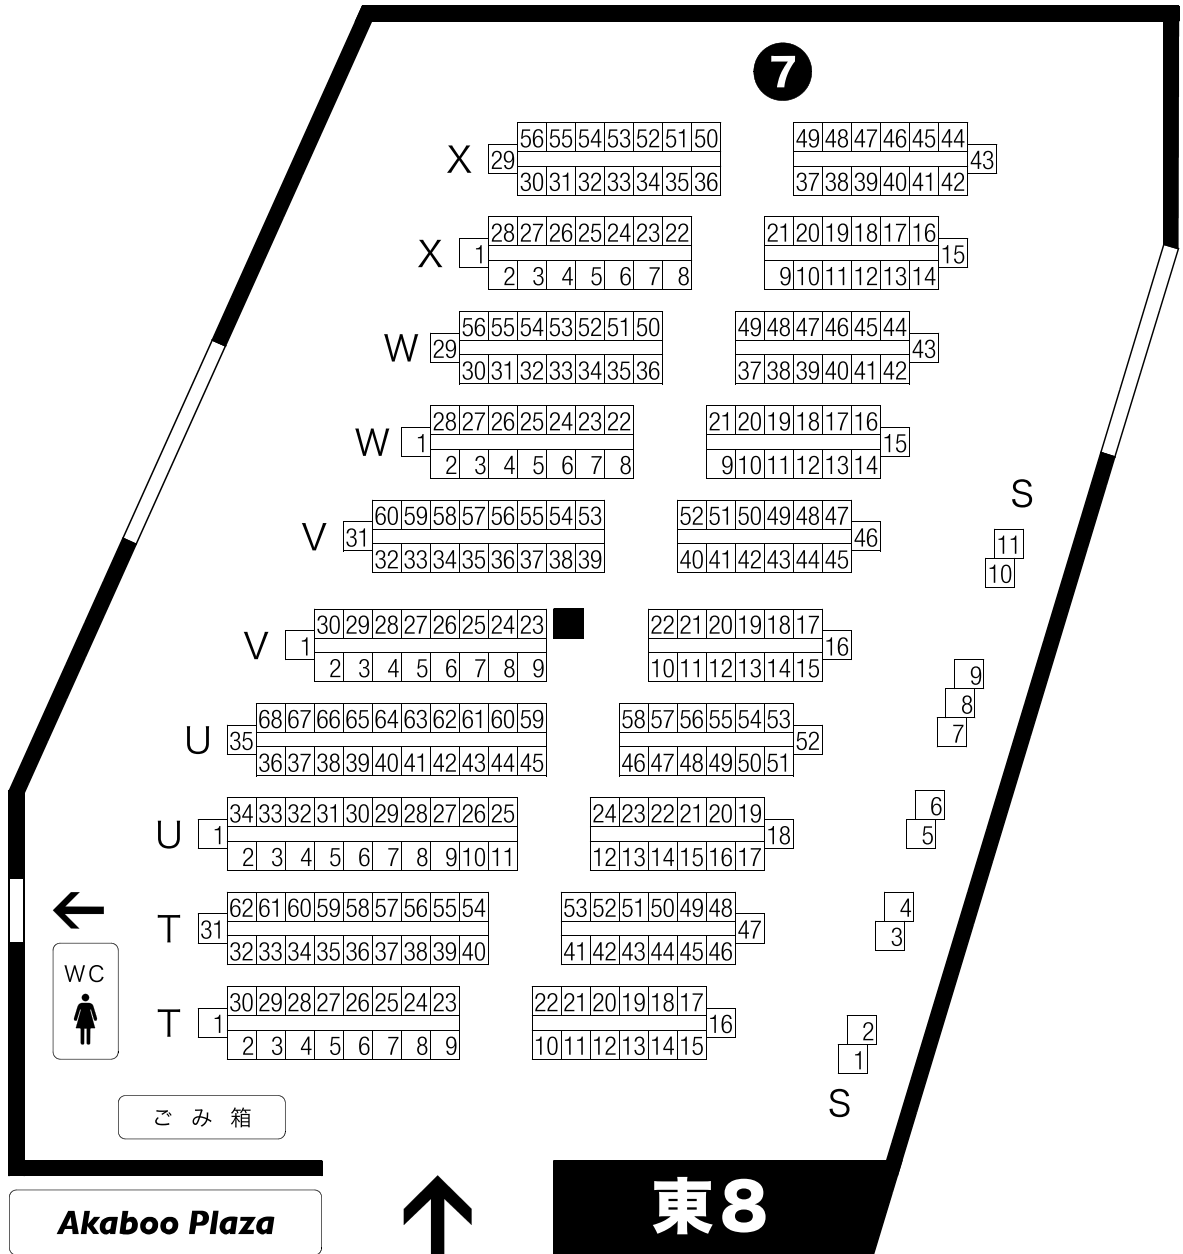 7
56 55 54 53 52 51 50 49 48 47 46 45 44
X 29 43
30 31 32 33 34 35 36 37 38 39 40 41 42
28 27 26 25 24 23 22 21 20 19 18 17 16
X 1 15
2 3 4 5 6 7 8 9 10 11 12 13 14
56 55 54 53 52 51 50 49 48 47 46 45 44
W 29 43
30 31 32 33 34 35 36 37 38 39 40 41 42
28 27 26 25 24 23 22 21 20 19 18 17 16
W 1 15
2 3 4 5 6 7 8 9 10 11 12 13 14
S
60 59 58 57 56 55 54 53 52 51 50 49 48 47
V 31 46
11
32 33 34 35 36 37 38 39 40 41 42 43 44 45
10
30 29 28 27 26 25 24 23 22 21 20 19 18 17
V 1 16
2 3 4 5 6 7 8 9 10 11 12 13 14 15
9
8
68 67 66 65 64 63 62 61 60 59 58 57 56 55 54 53
7
U 35 52
36 37 38 39 40 41 42 43 44 45 46 47 48 49 50 51
6
34 33 32 31 30 29 28 27 26 25 24 23 22 21 20 19
U 1 18
5
2 3 4 5 6 7 8 9 10 11 12 13 14 15 16 17
4
62 61 60 59 58 57 56 55 54 53 52 51 50 49 48
T 31 47
3
32 33 34 35 36 37 38 39 40 41 42 43 44 45 46
WC
30 29 28 27 26 25 24 23 22 21 20 19 18 17
T 1 16
2
2 3 4 5 6 7 8 9 10 11 12 13 14 15
1
S
ごみ箱
東8
Akaboo Plaza